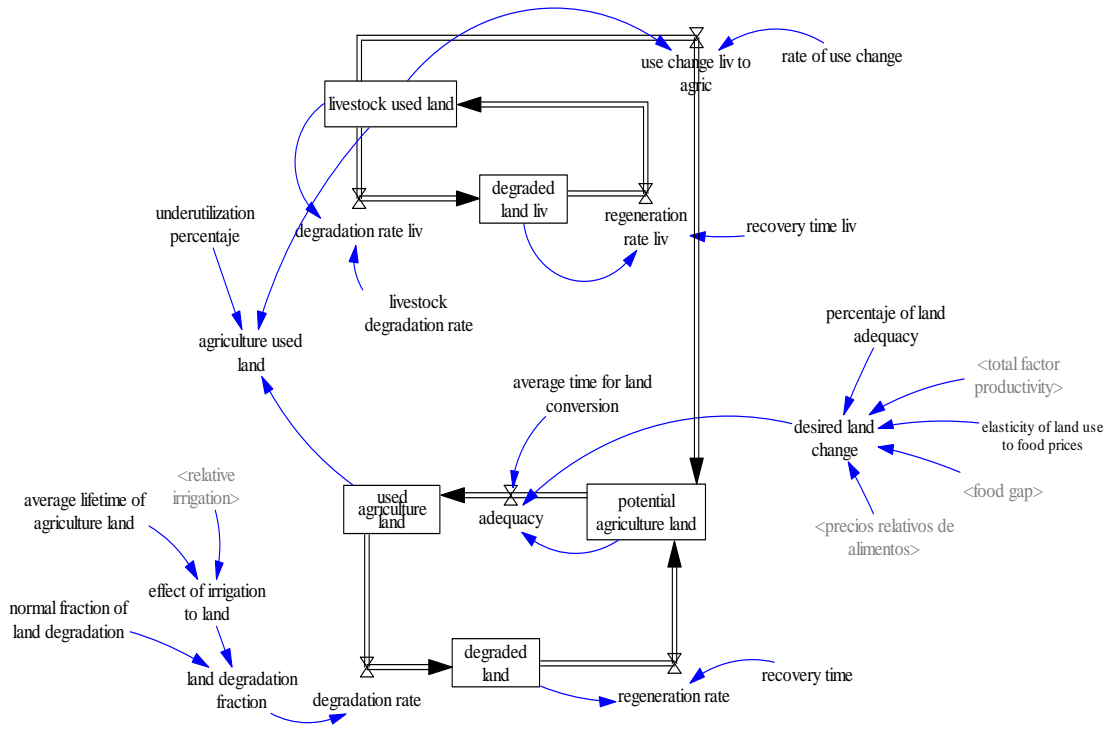 use change liv to
agric
rate of use change
livestock used land
degraded
land liv
underutilization
percentaje
degradation rate liv
regeneration
rate liv
recovery time liv
livestock
degradation rate
agriculture used
land
percentaje of land
adequacy
<total factor
productivity>
average time for land
conversion
desired land
change
elasticity of land use
to food prices
<relative
irrigation>
average lifetime of
agriculture land
used
agriculture
land
adequacy
potential
agriculture land
<food gap>
<precios relativos de
alimentos>
effect of irrigation
to land
normal fraction of
land degradation
degraded
land
land degradation
fraction
degradation rate
regeneration rate
recovery time